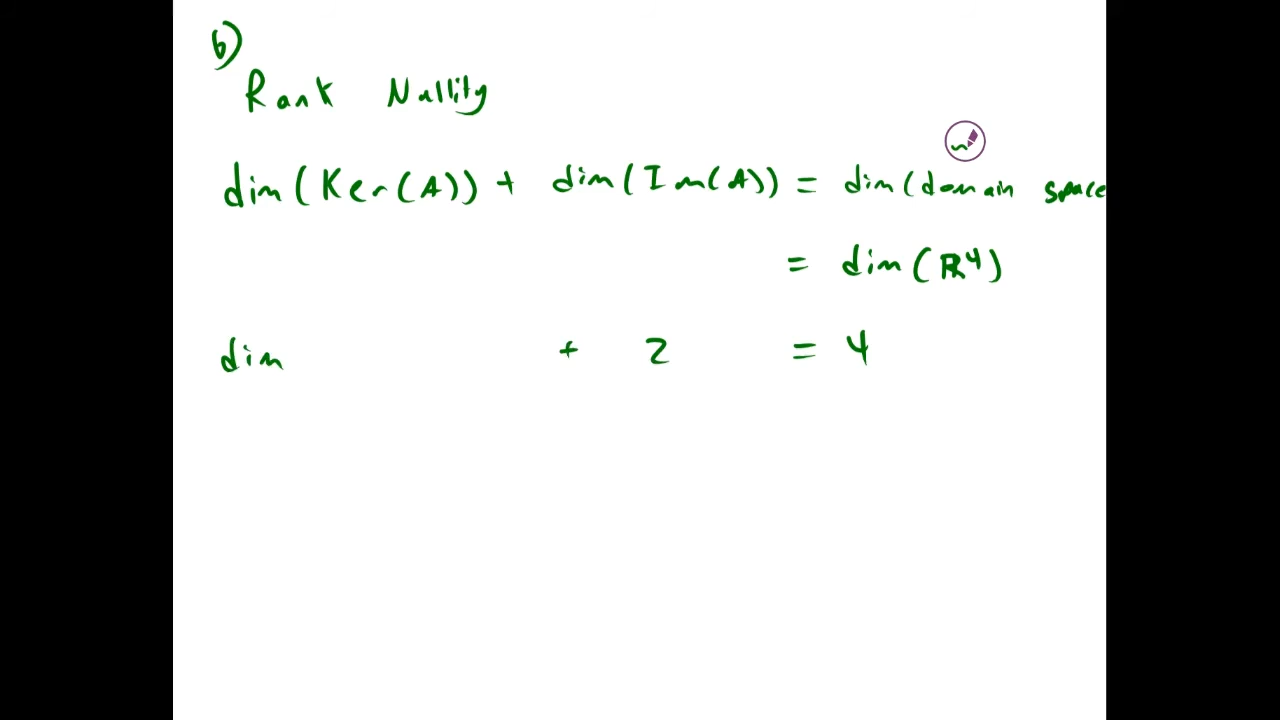 b)
Rank Nullity
dim(Ker(A)) + dim(Im(A)) = dim(domain space
= dim(ℝ⁴)
dim + 2 = 4